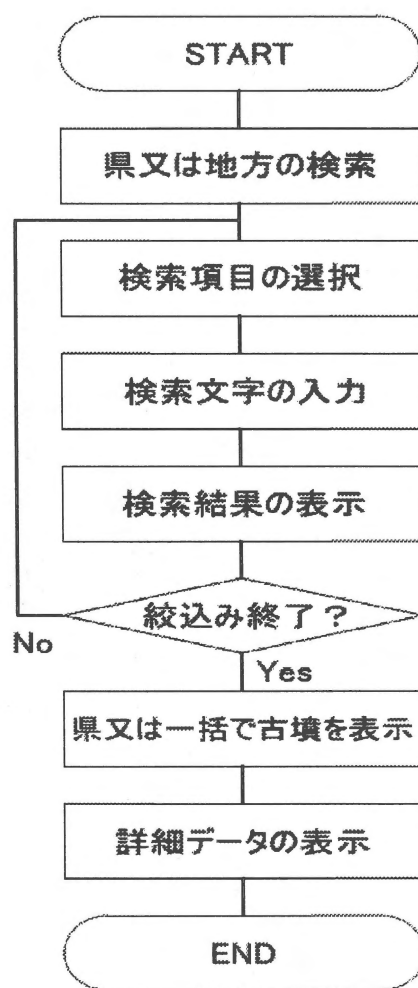 START
県又は地方の検索
検索項目の選択
検索文字の入力
検索結果の表示
絞込み終了？
No
Yes
県又は一括で古墳を表示
詳細データの表示
END